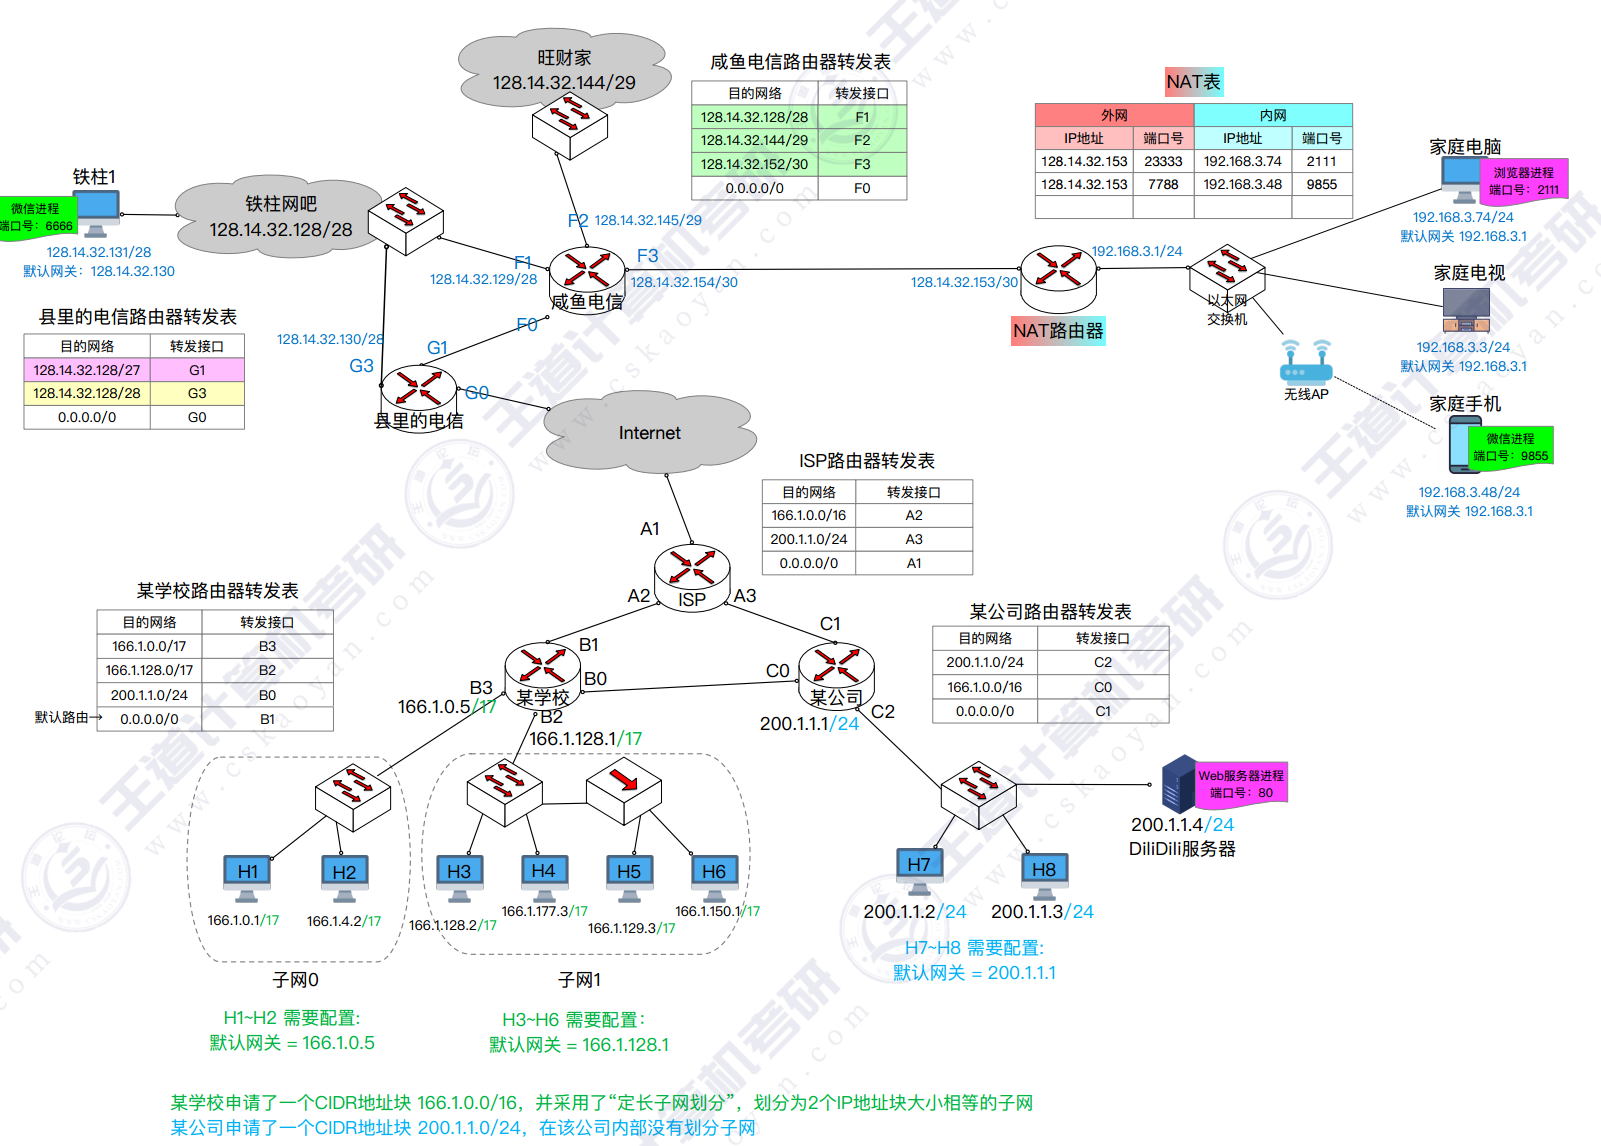 旺财家
128.14.32.144/29
咸鱼电信路由器转发表
目的网络 转发接口
128.14.32.128/28 F1
128.14.32.144/29 F2
128.14.32.152/30 F3
0.0.0.0/0 F0
NAT表
外网 内网
IP地址 端口号 IP地址 端口号
128.14.32.153 23333 192.168.3.74 2111
128.14.32.153 7788 192.168.3.48 9855
家庭电脑
浏览器进程
端口号：2111
192.168.3.74/24
默认网关 192.168.3.1
铁柱1
微信进程
端口号：6666
128.14.32.131/28
默认网关：128.14.32.130
铁柱网吧
128.14.32.128/28
F2 128.14.32.145/29
F1
128.14.32.129/28
F3
128.14.32.154/30
咸鱼电信
F0
128.14.32.153/30
192.168.3.1/24
NAT路由器
以太网
交换机
家庭电视
192.168.3.3/24
默认网关 192.168.3.1
无线AP
家庭手机
微信进程
端口号：9855
192.168.3.48/24
默认网关 192.168.3.1
县里的电信路由器转发表
目的网络 转发接口
128.14.32.128/27 G1
128.14.32.128/28 G3
0.0.0.0/0 G0
128.14.32.130/28
G3
G1
G0
县里的电信
Internet
ISP路由器转发表
目的网络 转发接口
166.1.0.0/16 A2
200.1.1.0/24 A3
0.0.0.0/0 A1
A1
ISP
A2
A3
某学校路由器转发表
目的网络 转发接口
166.1.0.0/17 B3
166.1.128.0/17 B2
200.1.1.0/24 B0
默认路由→ 0.0.0.0/0 B1
B1
B0
B3
166.1.0.5/17
某学校
B2
166.1.128.1/17
C1
C0
某公司
C2
200.1.1.1/24
某公司路由器转发表
目的网络 转发接口
200.1.1.0/24 C2
166.1.0.0/16 C0
0.0.0.0/0 C1
Web服务器进程
端口号：80
200.1.1.4/24
DiliDili服务器
H1
166.1.0.1/17
H2
166.1.4.2/17
H3
166.1.128.2/17
H4
166.1.177.3/17
H5
166.1.129.3/17
H6
166.1.150.1/17
H7
200.1.1.2/24
H8
200.1.1.3/24
子网0
子网1
H7~H8 需要配置:
默认网关 = 200.1.1.1
H1~H2 需要配置:
默认网关 = 166.1.0.5
H3~H6 需要配置：
默认网关 = 166.1.128.1
某学校申请了一个CIDR地址块 166.1.0.0/16，并采用了“定长子网划分”，划分为2个IP地址块大小相等的子网
某公司申请了一个CIDR地址块 200.1.1.0/24，在该公司内部没有划分子网
王道计算机考研
www.cskaoyan.com